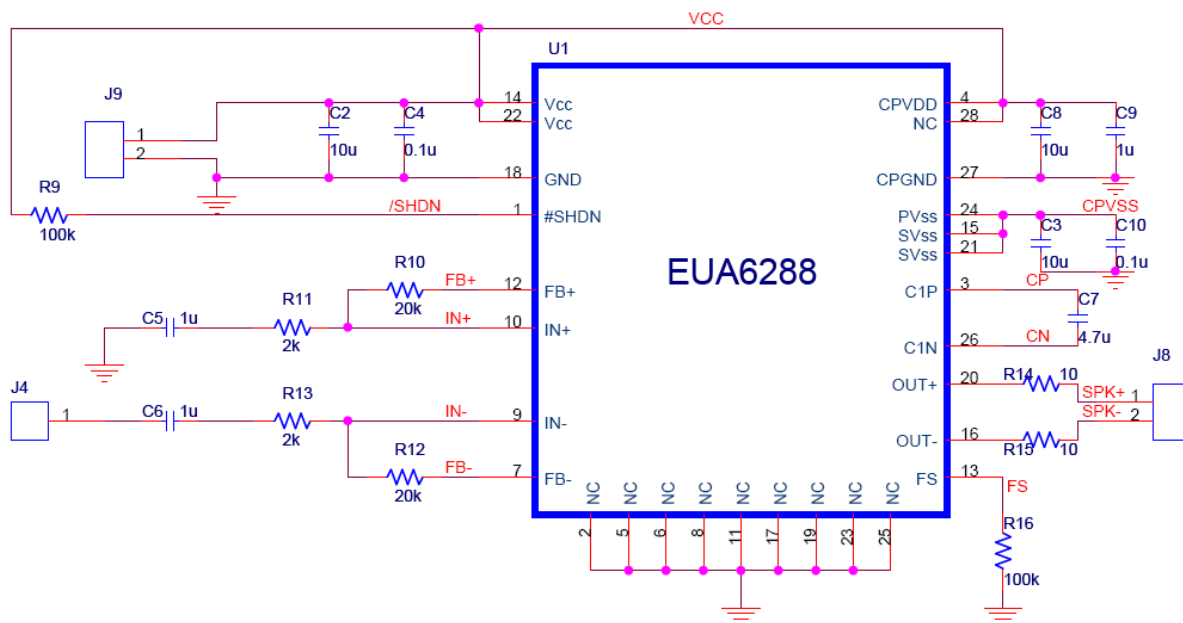 VCC
U1
J9
1
2
14
Vcc
22
Vcc
C2
10u
C4
0.1u
18
GND
R9
100k
/SHDN
1
#SHDN
R10
20k
FB+
12
FB+
C5
1u
R11
2k
IN+
10
IN+
J4
1
C6
1u
R13
2k
IN-
9
IN-
R12
20k
FB-
7
FB-
EUA6288
CPVDD
4
NC
28
C8
10u
C9
1u
CPGND
27
PVss
24
SVss
15
SVss
21
CPVSS
C3
10u
C10
0.1u
C1P
3
CP
C7
4.7u
C1N
26
CN
OUT+
20
R14
10
SPK+
1
SPK-
2
J8
OUT-
16
R15
10
FS
13
FS
R16
100k
NC
NC
NC
NC
NC
NC
NC
NC
NC
2
5
6
8
11
17
19
23
25